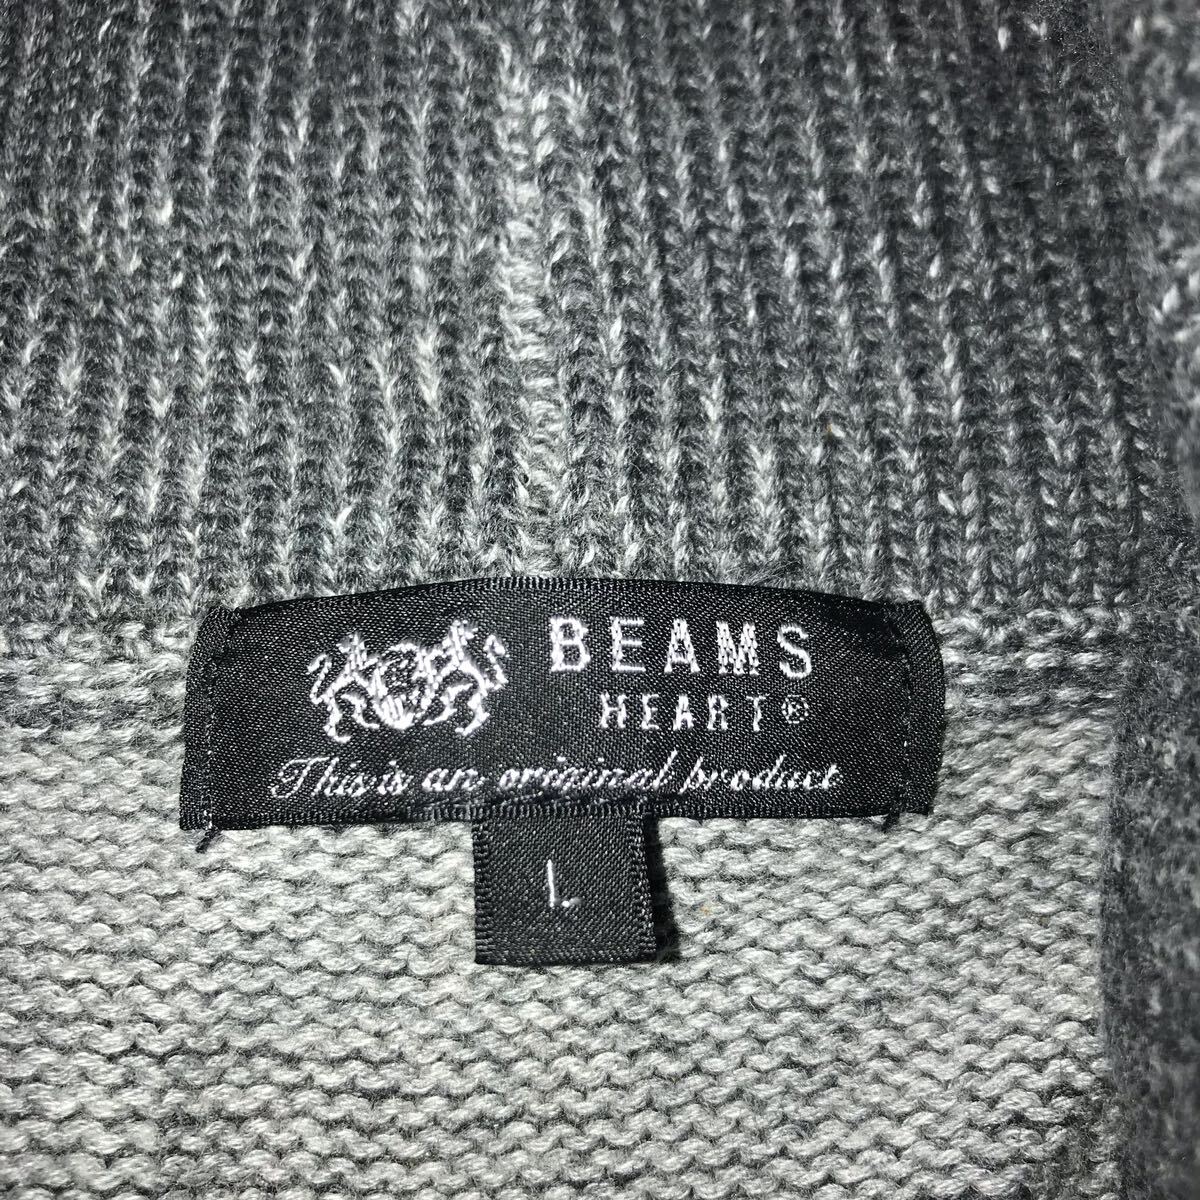 BEAMS
HEART®
This is an original product
L